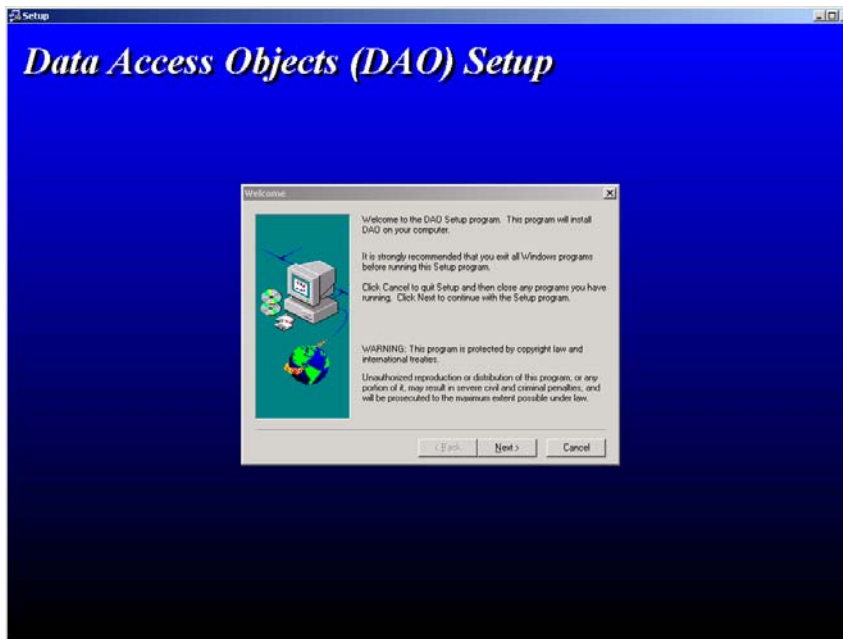 Setup
Data Access Objects (DAO) Setup
Welcome
Welcome to the DAO Setup program. This program will install
DAO on your computer.
It is strongly recommended that you exit all Windows programs
before running this Setup program.
Click Cancel to quit Setup and then close any programs you have
running. Click Next to continue with the Setup program.
WARNING: This program is protected by copyright law and
international treaties.
Unauthorized reproduction or distribution of this program, or any
portion of it, may result in severe civil and criminal penalties, and
will be prosecuted to the maximum extent possible under law.
< Back Next > Cancel